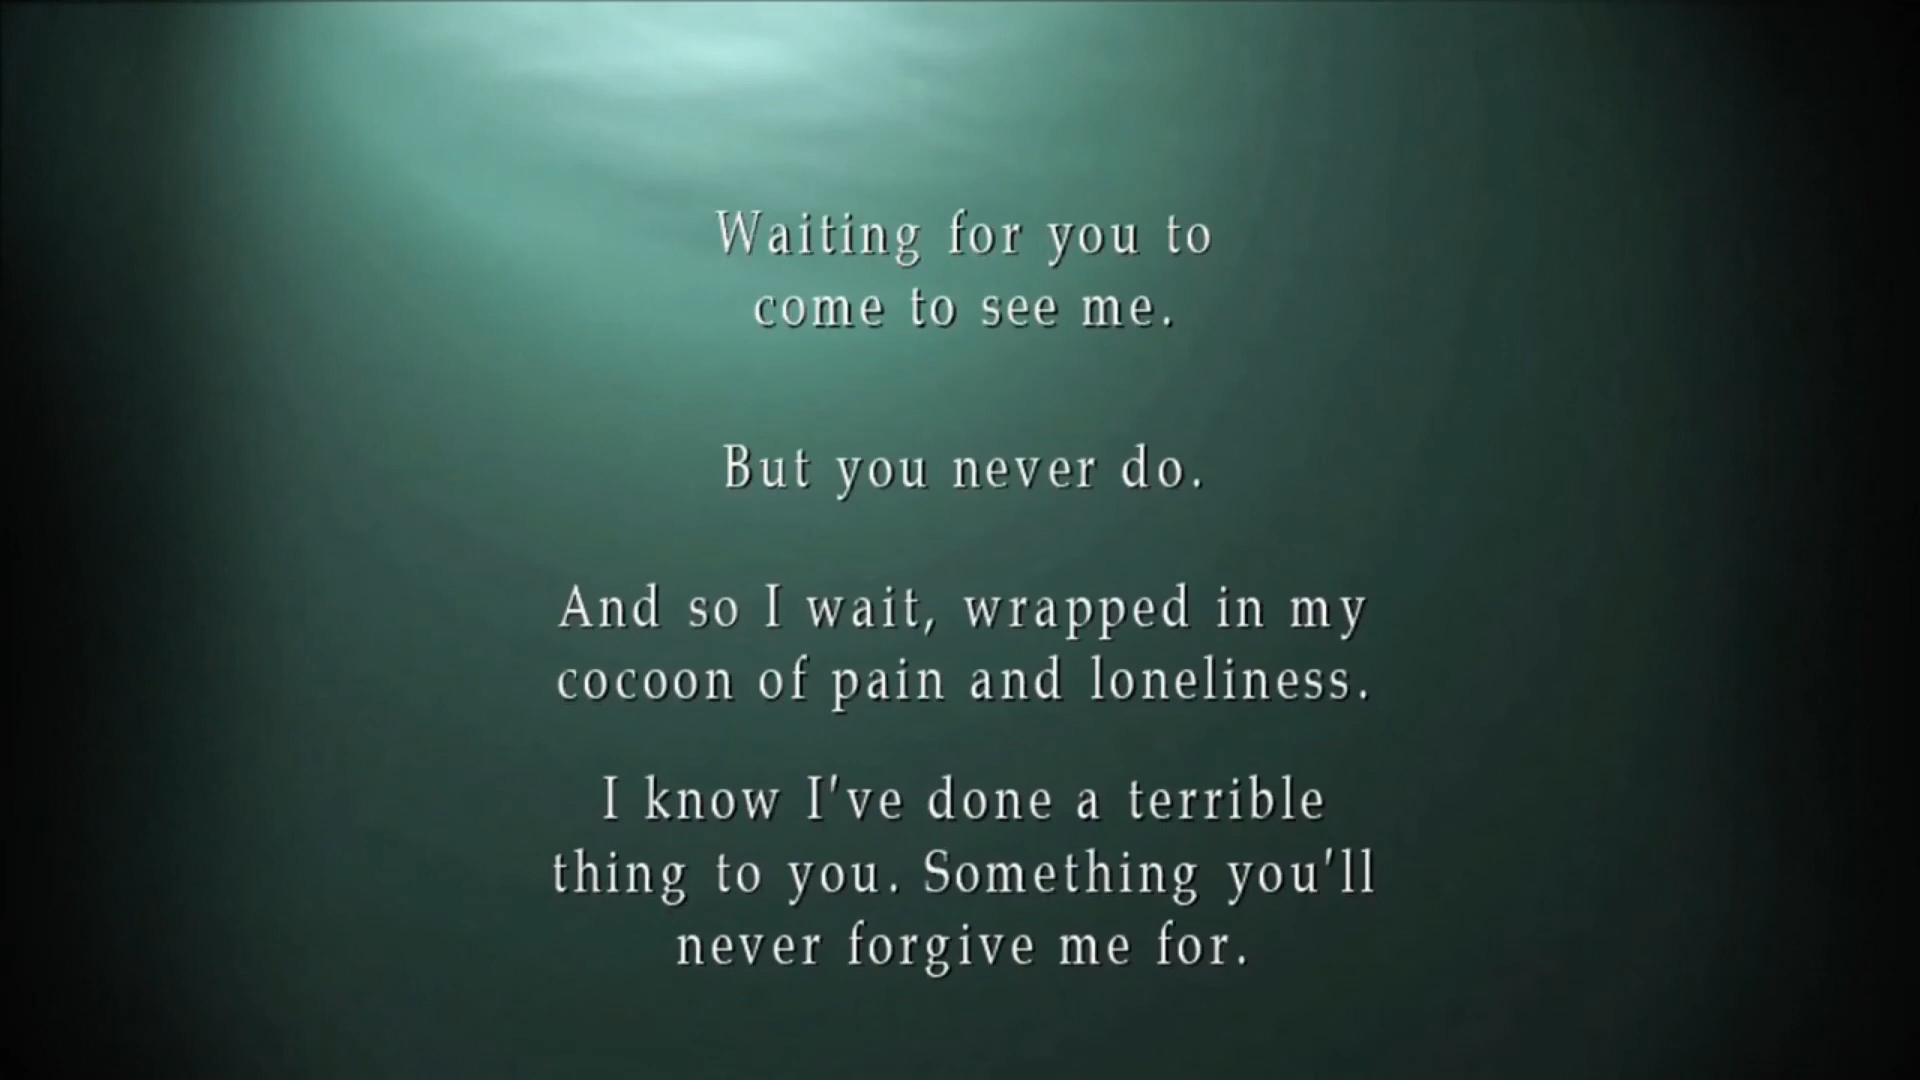 Waiting for you to
come to see me.
But you never do.
And so I wait, wrapped in my
cocoon of pain and loneliness.
I know I've done a terrible
thing to you. Something you'll
never forgive me for.